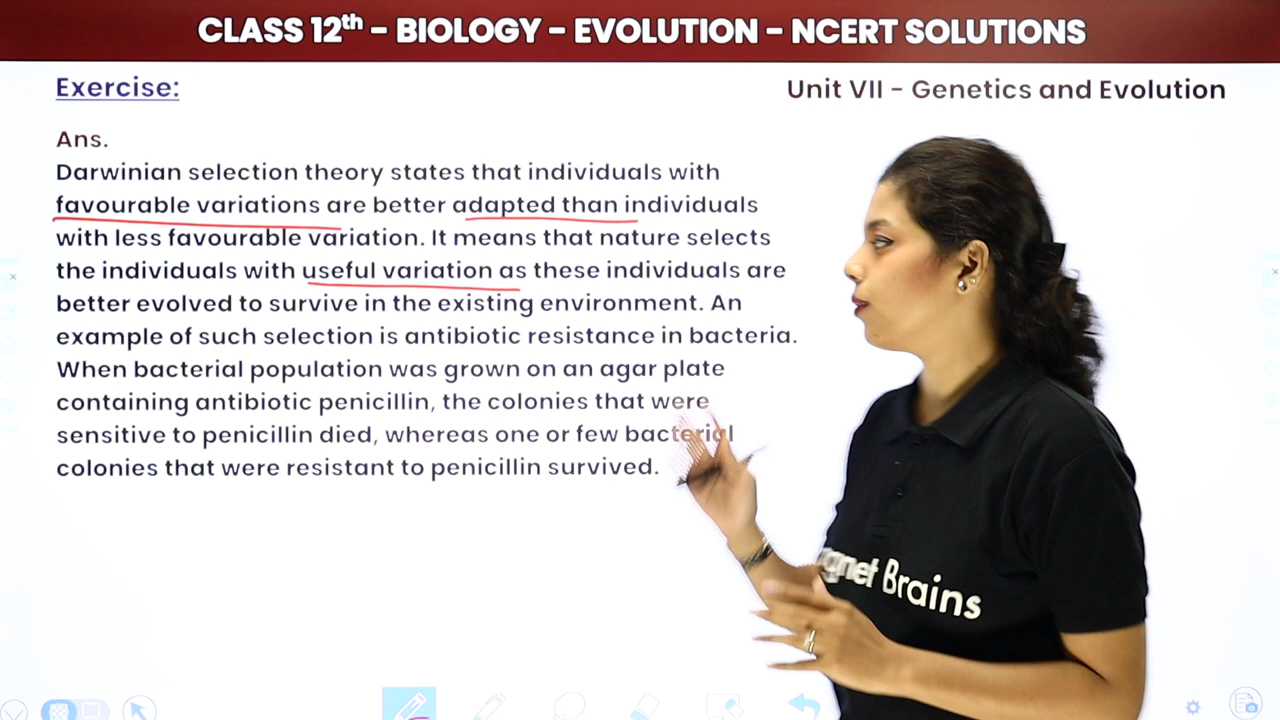 CLASS 12th – BIOLOGY – EVOLUTION – NCERT SOLUTIONS
Exercise:
Unit VII – Genetics and Evolution
Ans.
Darwinian selection theory states that individuals with
favourable variations are better adapted than individuals
with less favourable variation. It means that nature selects
the individuals with useful variation as these individuals are
better evolved to survive in the existing environment. An
example of such selection is antibiotic resistance in bacteria.
When bacterial population was grown on an agar plate
containing antibiotic penicillin, the colonies that were
sensitive to penicillin died, whereas one or few bacterial
colonies that were resistant to penicillin survived.
Brains